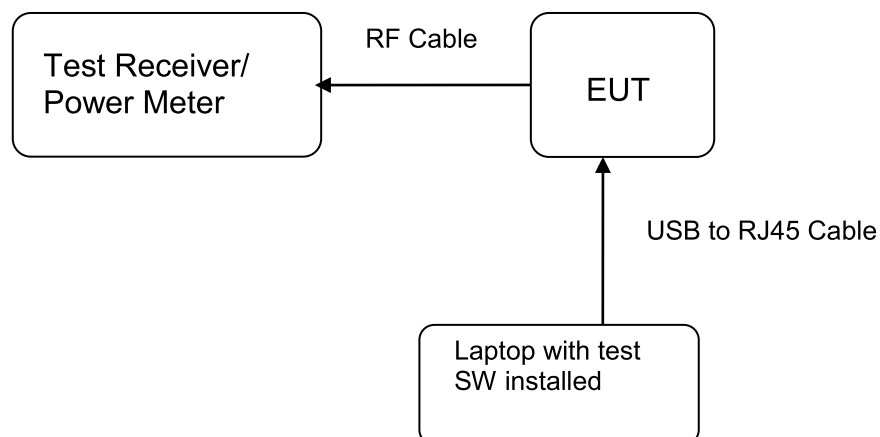 RF Cable
Test Receiver/
Power Meter
EUT
USB to RJ45 Cable
Laptop with test
SW installed